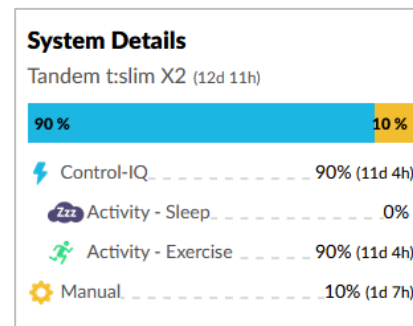 System Details
Tandem t:slim X2 (12d 11h)
90 % 10 %
Control-IQ 90% (11d 4h)
Zzz Activity - Sleep 0%
Activity - Exercise 90% (11d 4h)
Manual 10% (1d 7h)